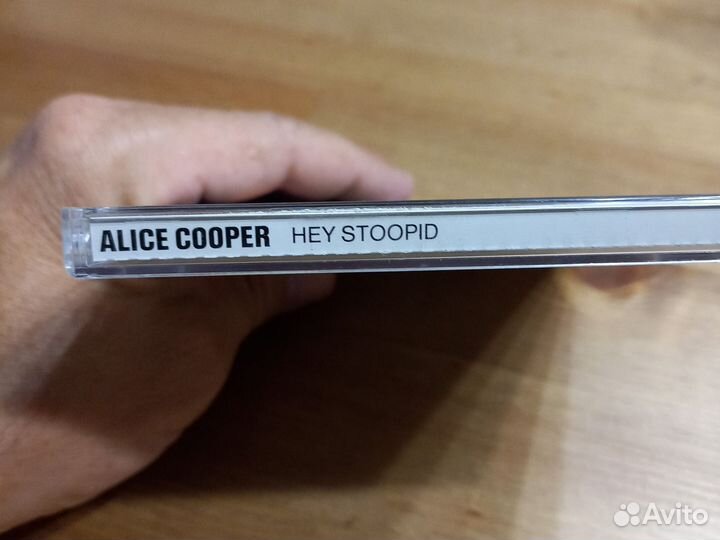 ALICE COOPER HEY STOOPID
Avito